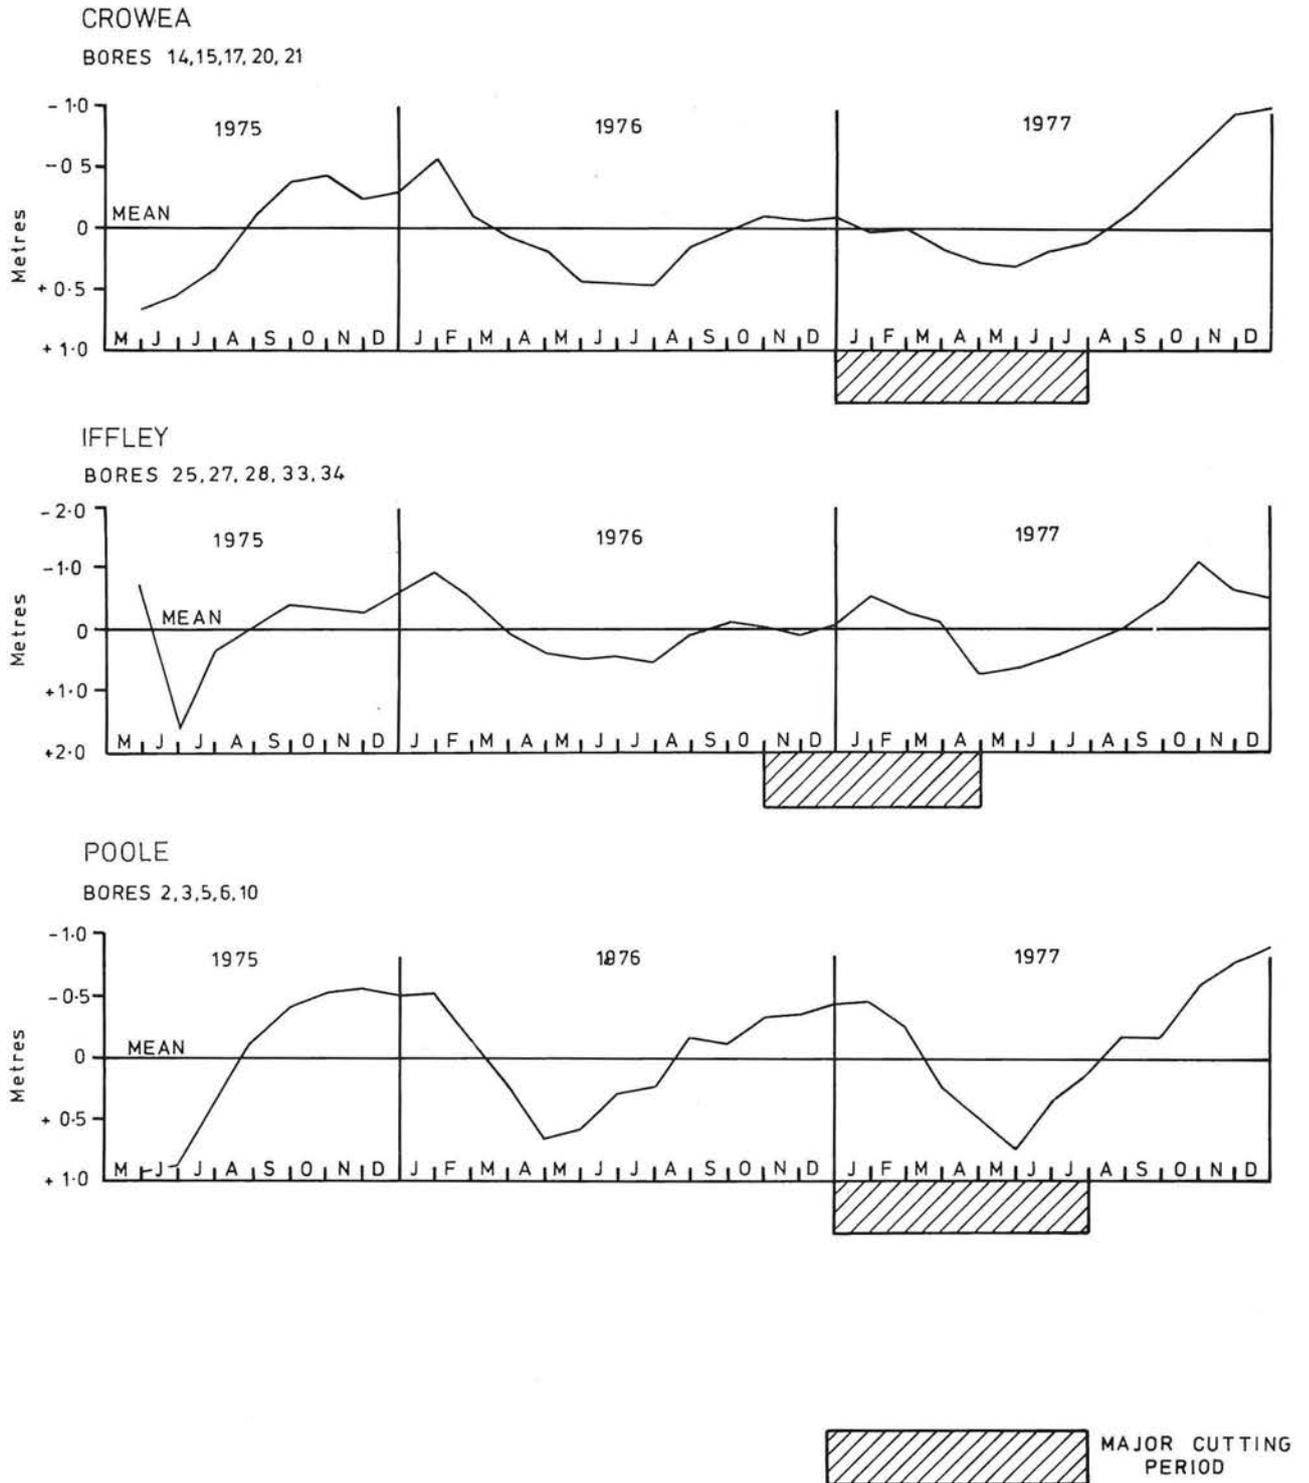 CROWEA
BORES 14,15,17,20,21
-1·0
1975 1976 1977
-0 5
MEAN
0
Metres
+0·5
M J J A S O N D J F M A M J J A S O N D J F M A M J J A S O N D
+1·0
IFFLEY
BORES 25,27,28,33,34
-2·0
1975 1976 1977
-1·0
MEAN
0
Metres
+1·0
M J J A S O N D J F M A M J J A S O N D J F M A M J J A S O N D
+2·0
POOLE
BORES 2,3,5,6,10
-1·0
1975 1976 1977
-0·5
MEAN
0
Metres
+ 0·5
M J J A S O N D J F M A M J J A S O N D J F M A M J J A S O N D
+ 1·0
MAJOR CUTTING
PERIOD